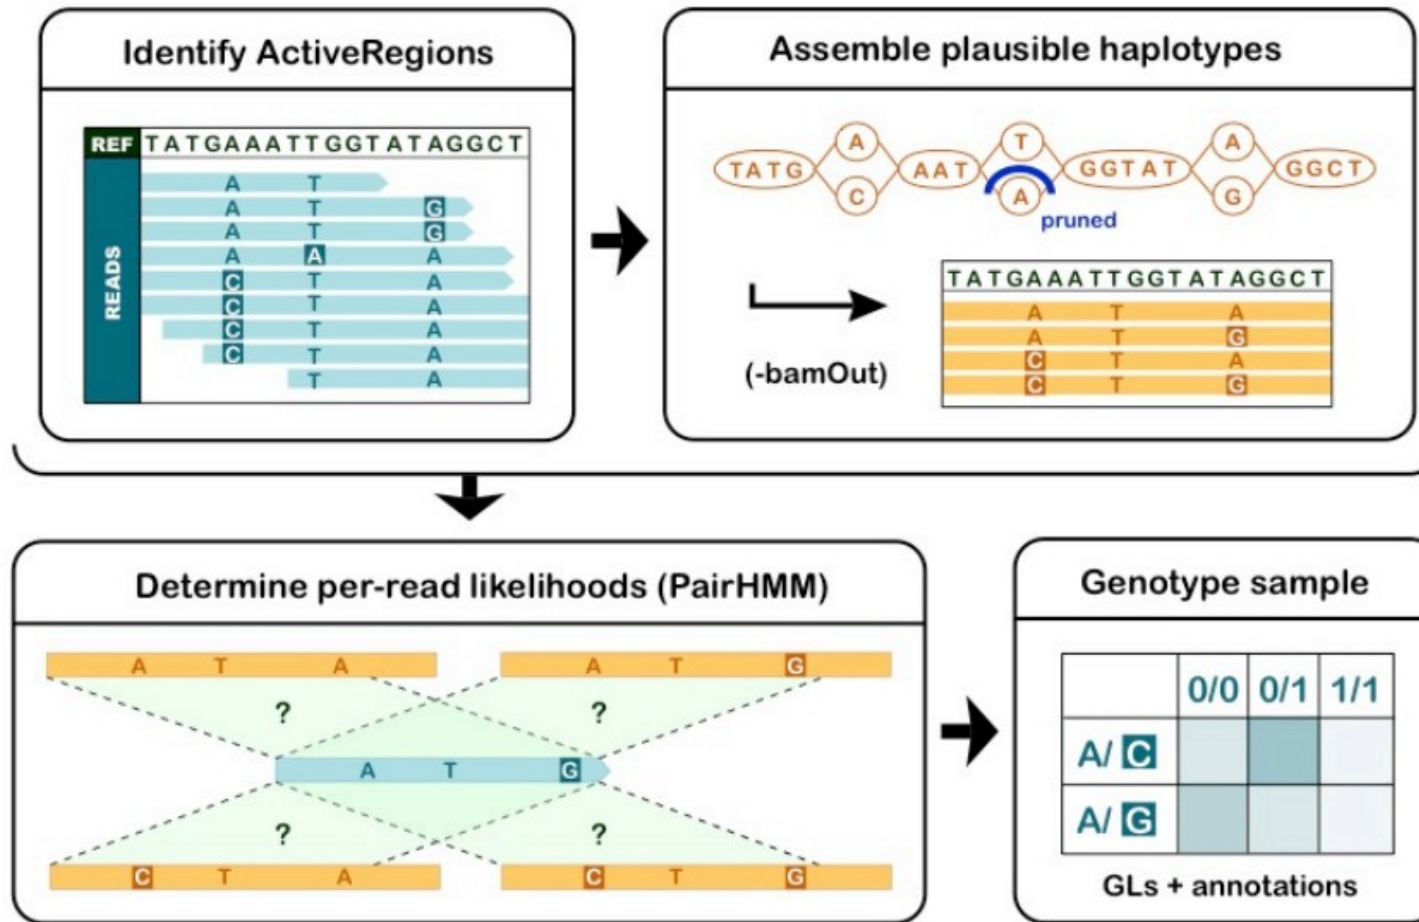 Identify ActiveRegions
REF TATGAAATTGGTATAGGCT
READS
A T
A T G
A T G
A A A
C T A
C T A
C T A
C T A
T A
Assemble plausible haplotypes
A T A
TATG AAT GGTAT GGCT
C A G
pruned
(-bamOut)
TATGAAATTGGTATAGGCT
A T A
A T G
C T A
C T G
Determine per-read likelihoods (PairHMM)
A T A A T G
? ?
A T G
? ?
C T A C T G
Genotype sample
0/0 0/1 1/1
A/ C
A/ G
GLs + annotations